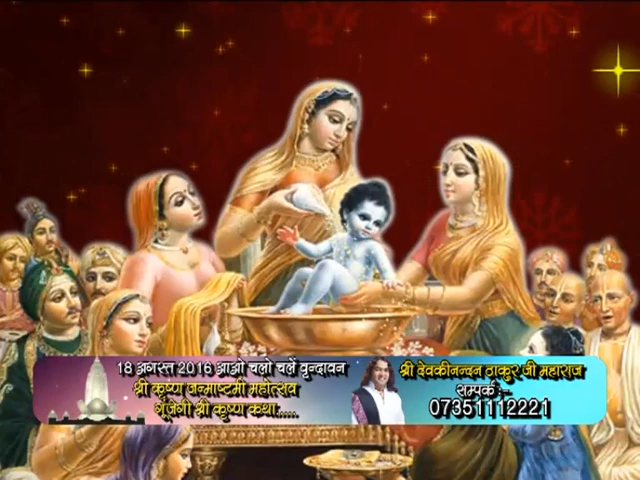 18 अगस्त 2016 आओ चलो चलें वृन्दावन
श्री कृष्ण जन्माष्टमी महोत्सव
गूंजेगी श्री कृष्ण कथा.....
श्री देवकीनन्दन ठाकुर जी महाराज
सम्पर्क :-
07351112221